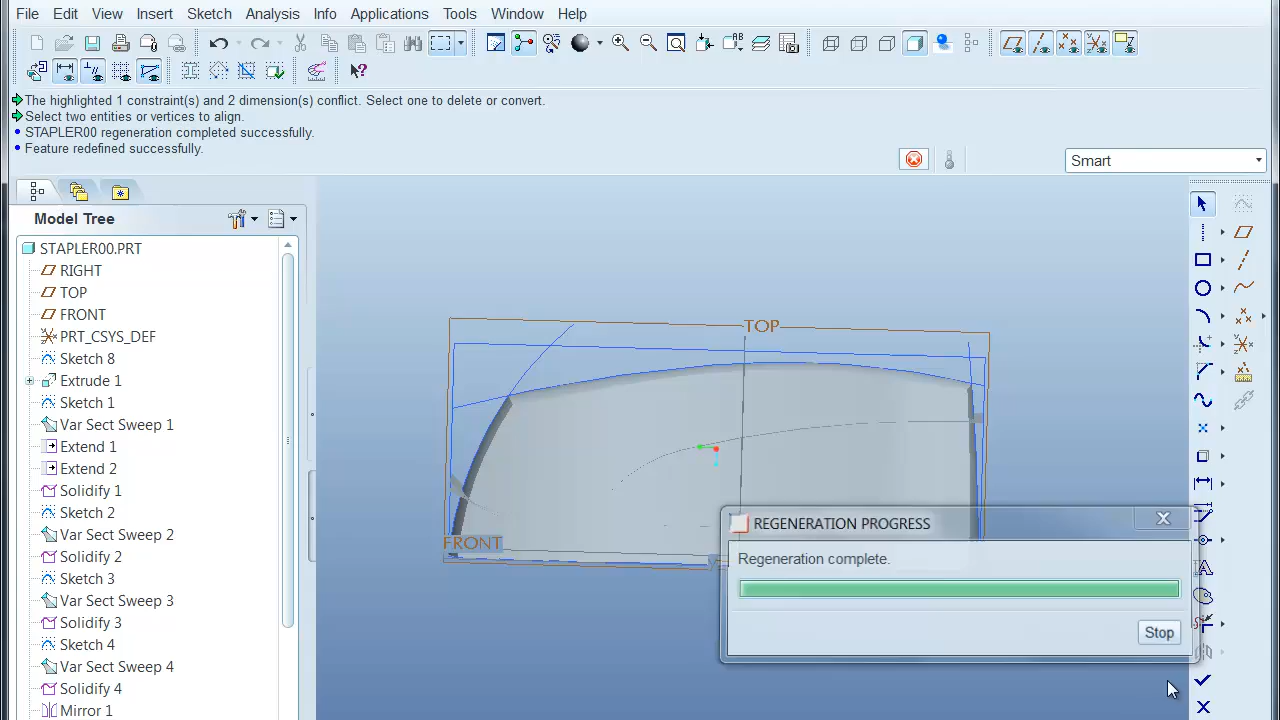 File Edit View Insert Sketch Analysis Info Applications Tools Window Help
The highlighted 1 constraint(s) and 2 dimension(s) conflict. Select one to delete or convert.
Select two entities or vertices to align.
STAPLER00 regeneration completed successfully.
Feature redefined successfully.
Smart
Model Tree
STAPLER00.PRT
RIGHT
TOP
FRONT
PRT_CSYS_DEF
Sketch 8
Extrude 1
Sketch 1
Var Sect Sweep 1
Extend 1
Extend 2
Solidify 1
Sketch 2
Var Sect Sweep 2
Solidify 2
Sketch 3
Var Sect Sweep 3
Solidify 3
Sketch 4
Var Sect Sweep 4
Solidify 4
Mirror 1
TOP
FRONT
REGENERATION PROGRESS
Regeneration complete.
Stop